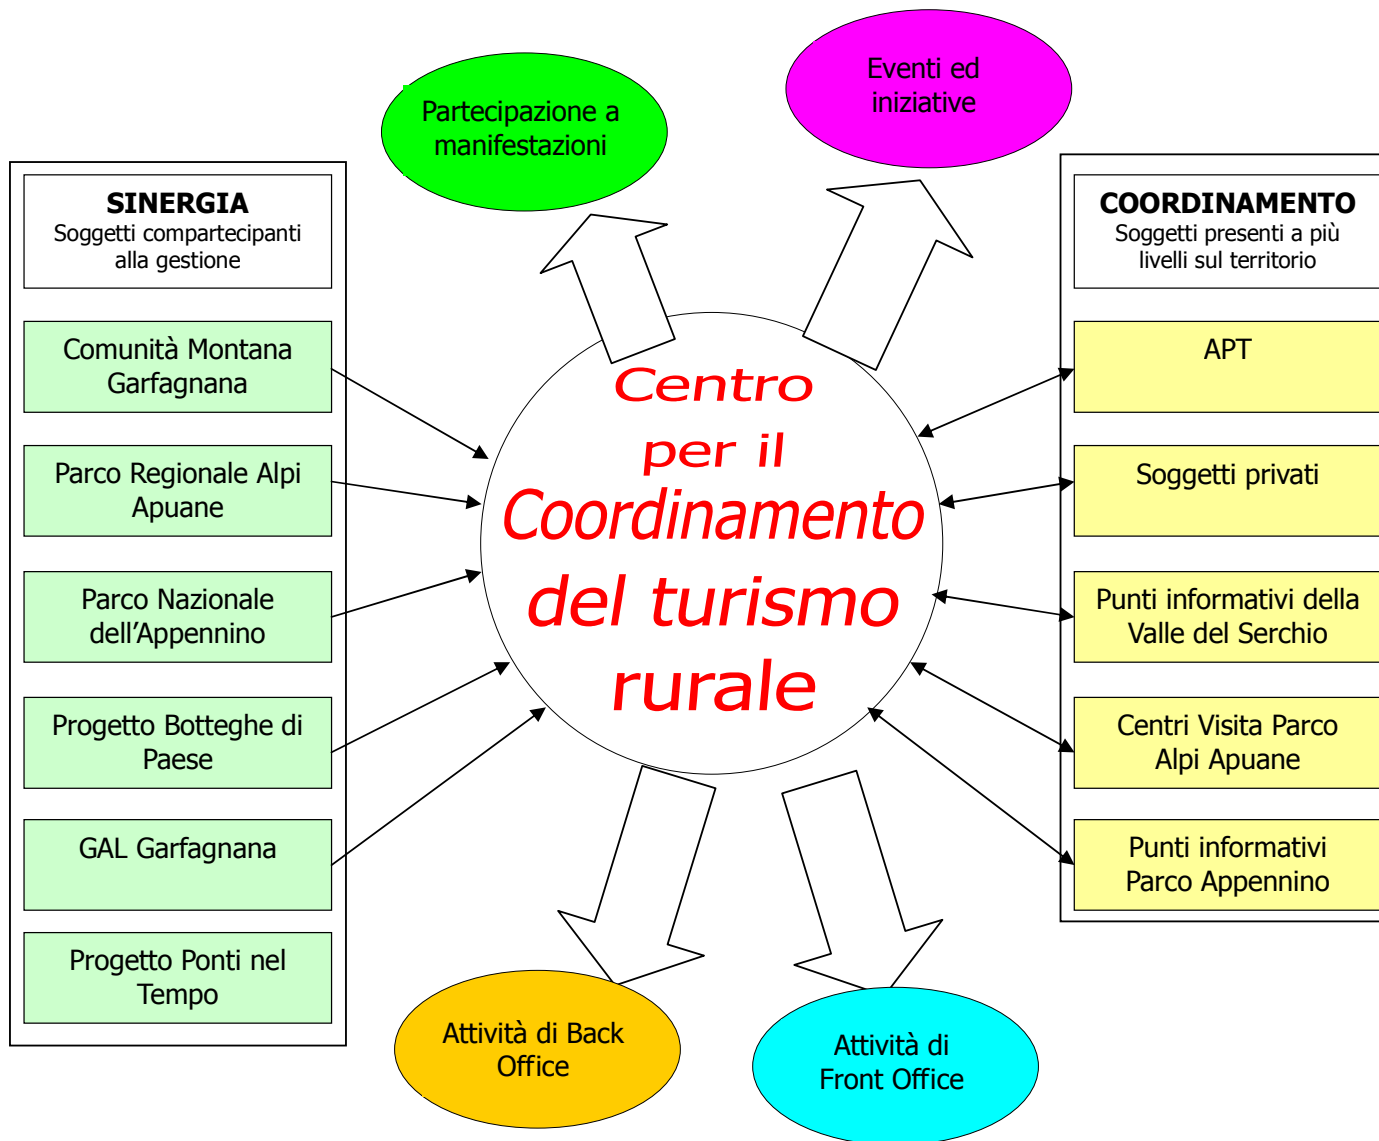 Partecipazione a
manifestazioni
Eventi ed
iniziative
SINERGIA
Soggetti compartecipanti
alla gestione
Comunità Montana
Garfagnana
Parco Regionale Alpi
Apuane
Parco Nazionale
dell'Appennino
Progetto Botteghe di
Paese
GAL Garfagnana
Progetto Ponti nel
Tempo
Centro
per il
Coordinamento
del turismo
rurale
COORDINAMENTO
Soggetti presenti a più
livelli sul territorio
APT
Soggetti privati
Punti informativi della
Valle del Serchio
Centri Visita Parco
Alpi Apuane
Punti informativi
Parco Appennino
Attività di Back
Office
Attività di
Front Office